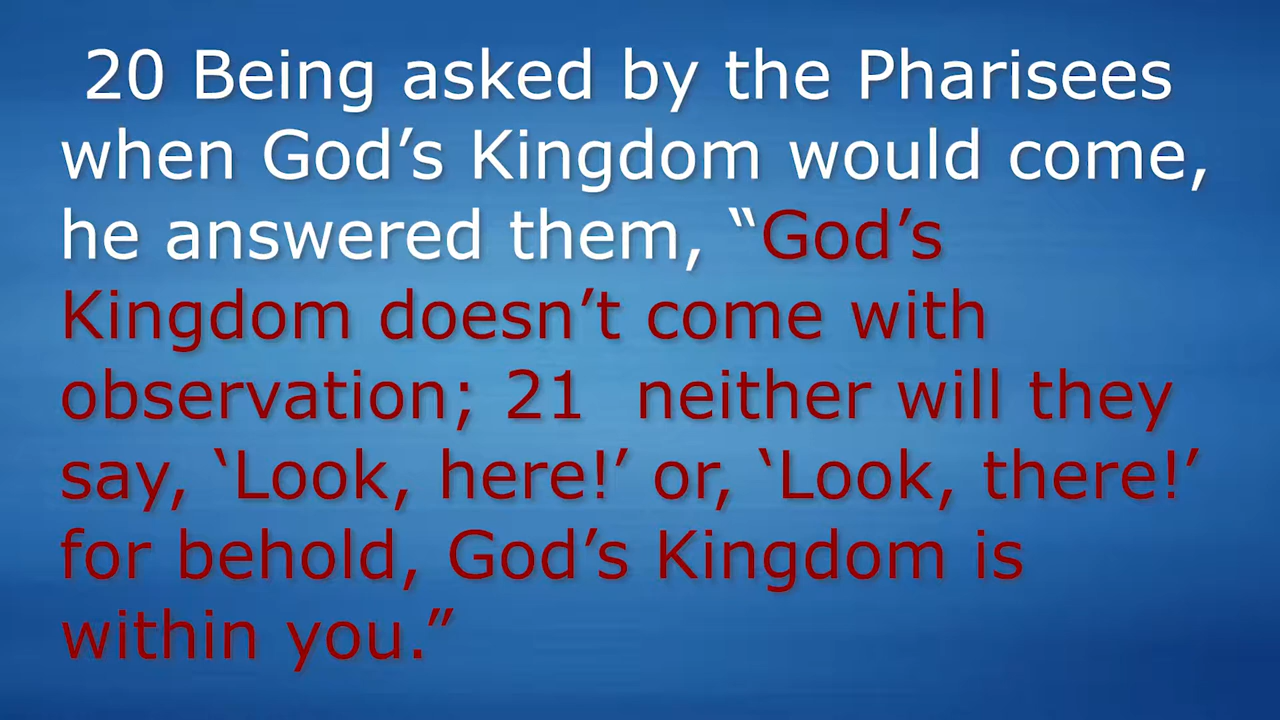 20 Being asked by the Pharisees
when God’s Kingdom would come,
he answered them, “God’s
Kingdom doesn’t come with
observation; 21  neither will they
say, ‘Look, here!’ or, ‘Look, there!’
for behold, God’s Kingdom is
within you.”